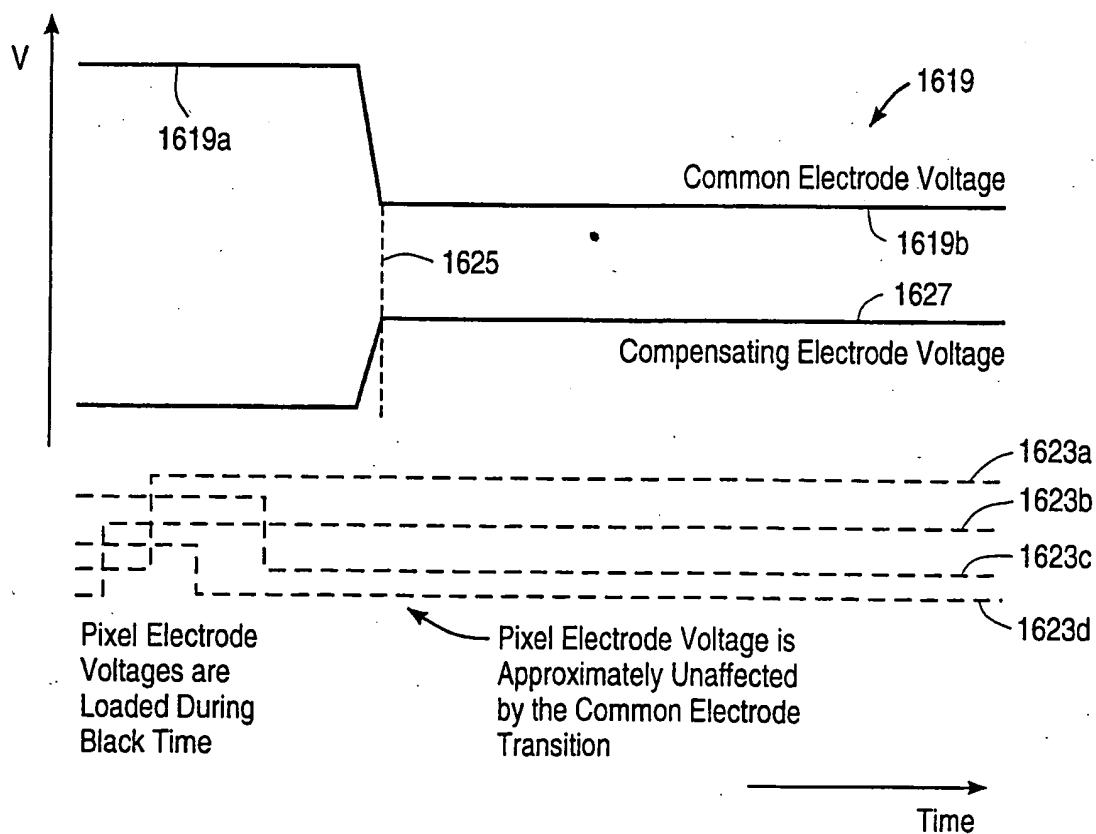 V
1619
1619a
Common Electrode Voltage
1619b
1625
1627
Compensating Electrode Voltage
1623a
1623b
1623c
1623d
Pixel Electrode
Voltages are
Loaded During
Black Time
Pixel Electrode Voltage is
Approximately Unaffected
by the Common Electrode
Transition
Time